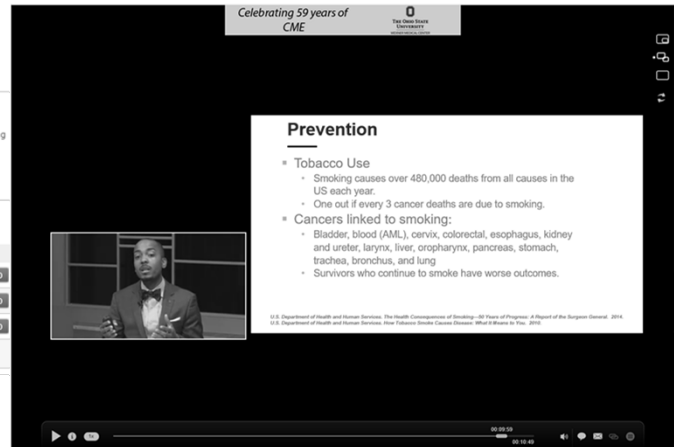 Celebrating 59 years of
CME
THE OHIO STATE
UNIVERSITY
WEXNER MEDICAL CENTER
g
Prevention
Tobacco Use
Smoking causes over 480,000 deaths from all causes in the
US each year.
One out if every 3 cancer deaths are due to smoking.
Cancers linked to smoking:
Bladder, blood (AML), cervix, colorectal, esophagus, kidney
and ureter, larynx, liver, oropharynx, pancreas, stomach,
trachea, bronchus, and lung
Survivors who continue to smoke have worse outcomes.
U.S. Department of Health and Human Services. The Health Consequences of Smoking—50 Years of Progress: A Report of the Surgeon General. 2014.
U.S. Department of Health and Human Services. How Tobacco Smoke Causes Disease: What It Means to You. 2010.
00:09:59
1x
00:10:49